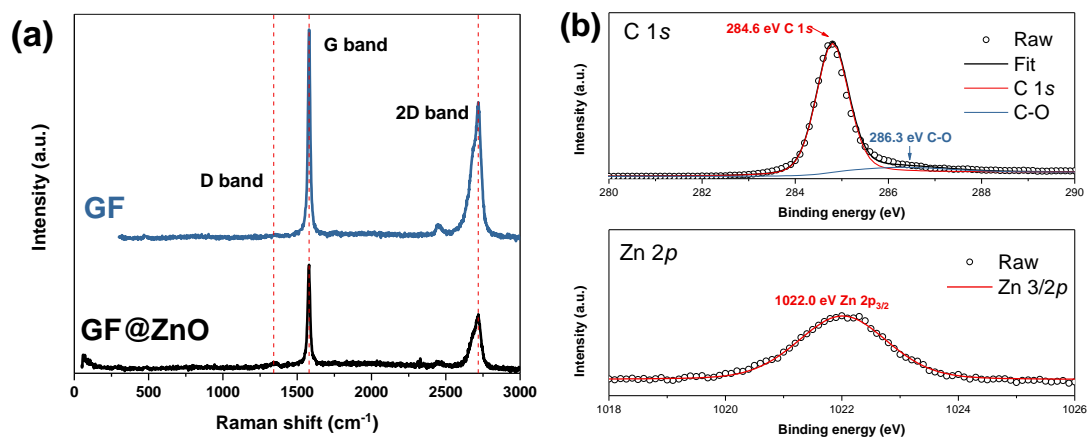 (a)
G band
2D band
D band
GF
GF@ZnO
Intensity (a.u.)
0 500 1000 1500 2000 2500 3000
Raman shift (cm-1)
(b)
C 1s
284.6 eV C 1s
Raw
Fit
C 1s
C-O
286.3 eV C-O
Intensity (a.u.)
280 282 284 286 288 290
Binding energy (eV)
Zn 2p
Raw
Zn 3/2p
1022.0 eV Zn 2p3/2
Intensity (a.u.)
1018 1020 1022 1024 1026
Binding energy (eV)